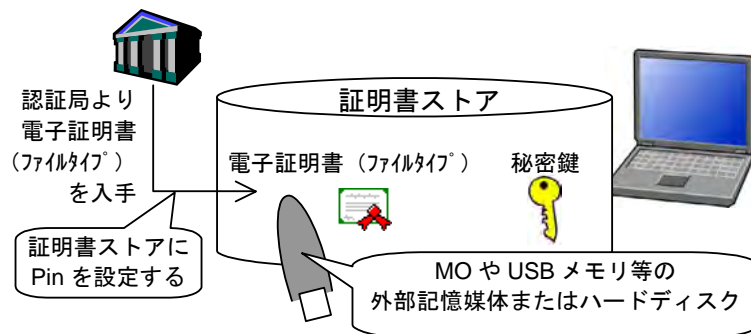 認証局より
電子証明書
（ﾌｧｲﾙﾀｲﾌﾟ）
を入手
証明書ストア
電子証明書（ﾌｧｲﾙﾀｲﾌﾟ）
秘密鍵
証明書ストアに
Pin を設定する
MO や USB メモリ等の
外部記憶媒体またはハードディスク